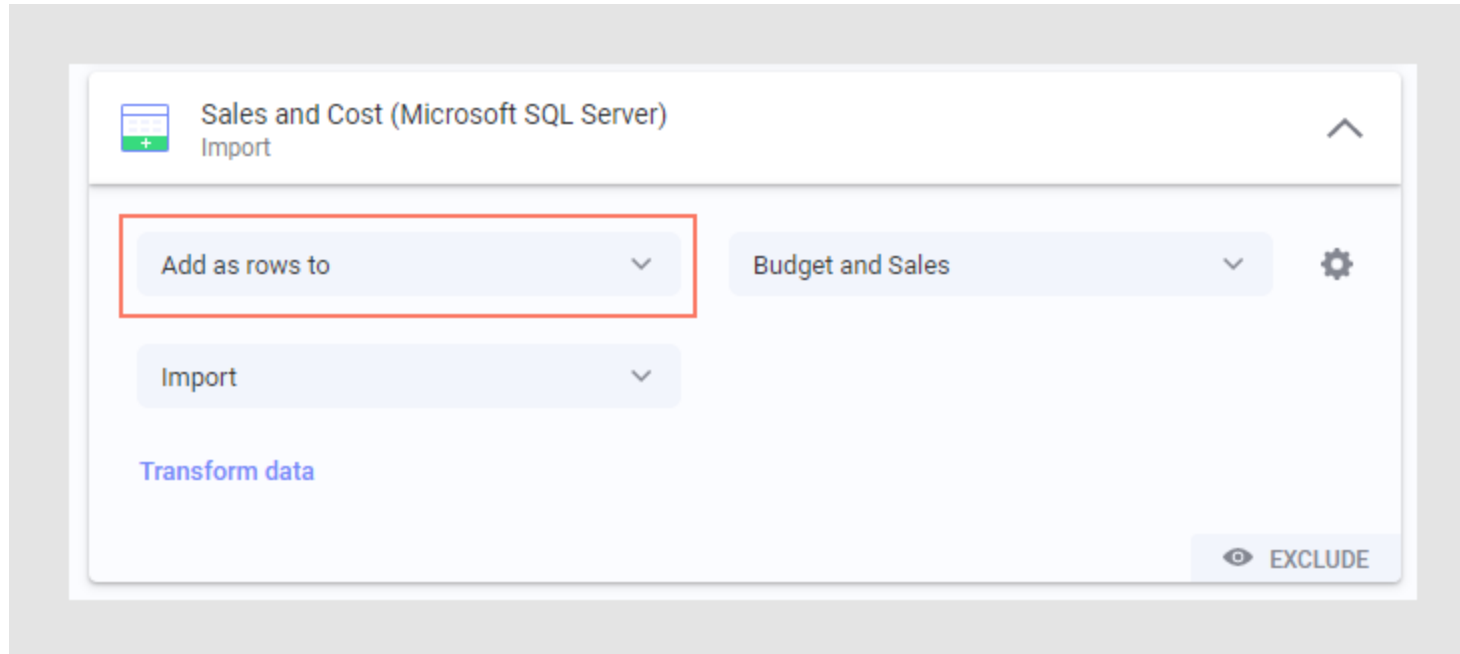 Sales and Cost (Microsoft SQL Server)
Import
Add as rows to
Budget and Sales
Import
Transform data
EXCLUDE